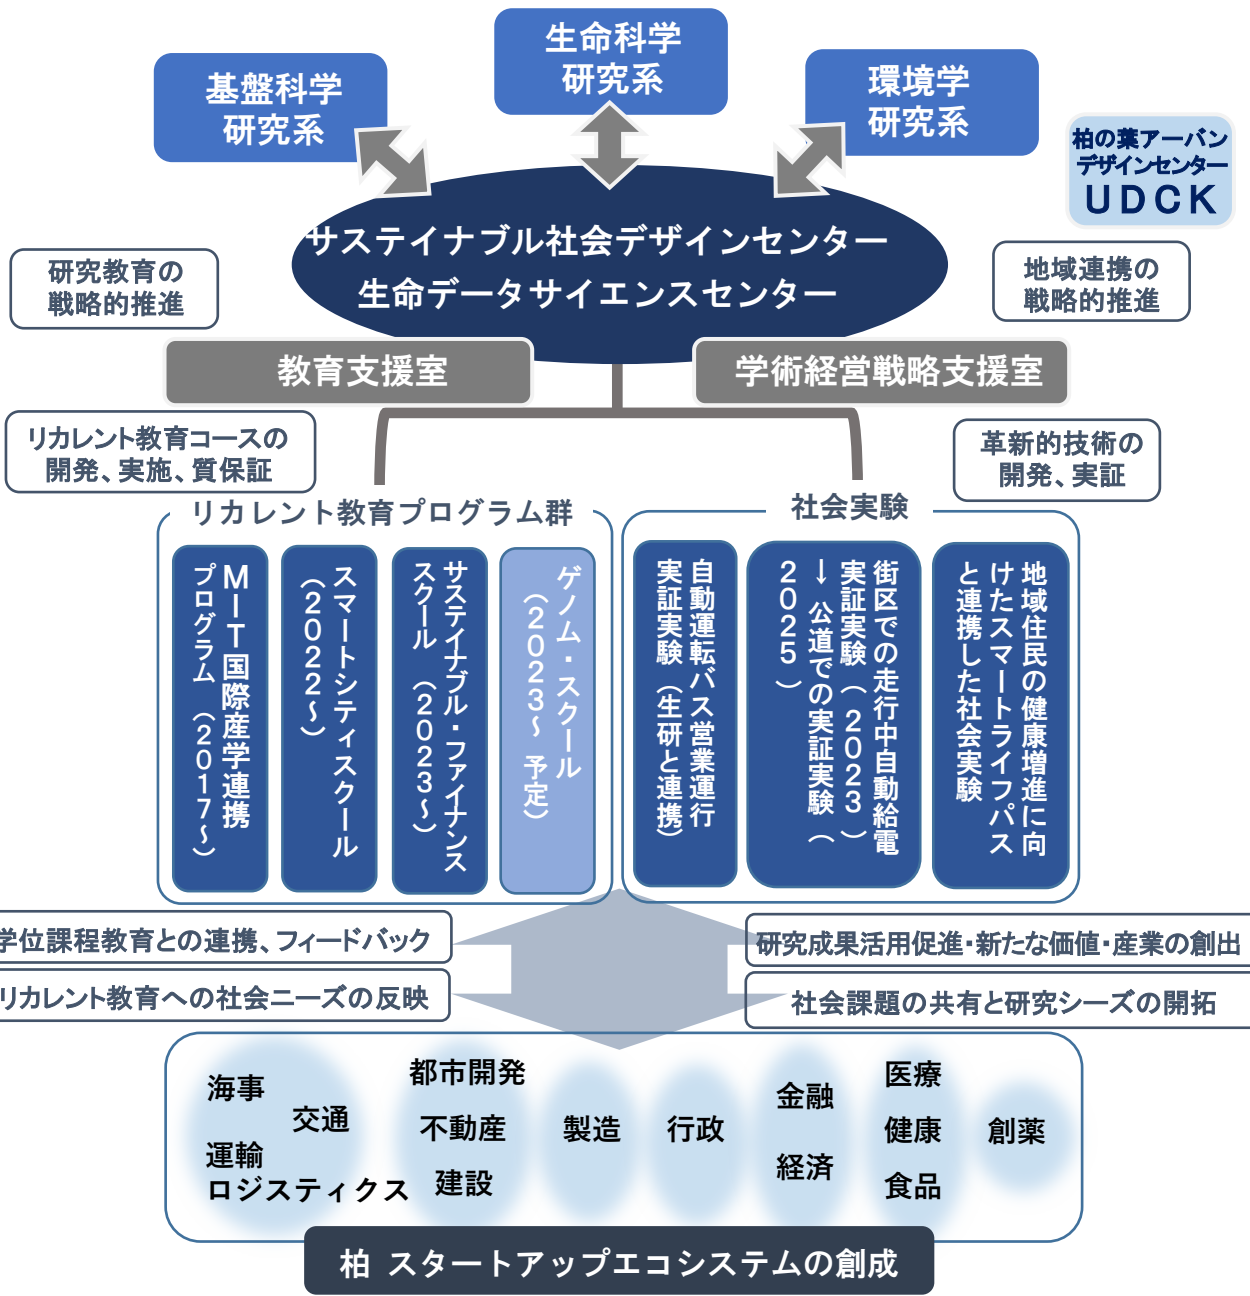 基盤科学
研究系
生命科学
研究系
環境学
研究系
柏の葉アーバン
デザインセンター
ＵＤＣＫ
サステイナブル社会デザインセンター
生命データサイエンスセンター
研究教育の
戦略的推進
地域連携の
戦略的推進
教育支援室
学術経営戦略支援室
リカレント教育コースの
開発、実施、質保証
革新的技術の
開発、実証
リカレント教育プログラム群
社会実験
ＭＩＴ国際産学連携
プログラム（２０１７～）
スマートシティスクール
（２０２２～）
サステイナブル・ファイナンス
スクール（２０２３～）
ゲノム・スクール
（２０２３～ 予定）
自動運転バス営業運行
実証実験（生研と連携）
街区での走行中自動給電
実証実験（２０２３）
→ 公道での実証実験（
２０２５）
地域住民の健康増進に向
けたスマートライフパス
と連携した社会実験
学位課程教育との連携、フィードバック
研究成果活用促進・新たな価値・産業の創出
リカレント教育への社会ニーズの反映
社会課題の共有と研究シーズの開拓
海事
交通
運輸
ロジスティクス
都市開発
不動産
建設
製造
行政
金融
経済
医療
健康
食品
創薬
柏 スタートアップエコシステムの創成